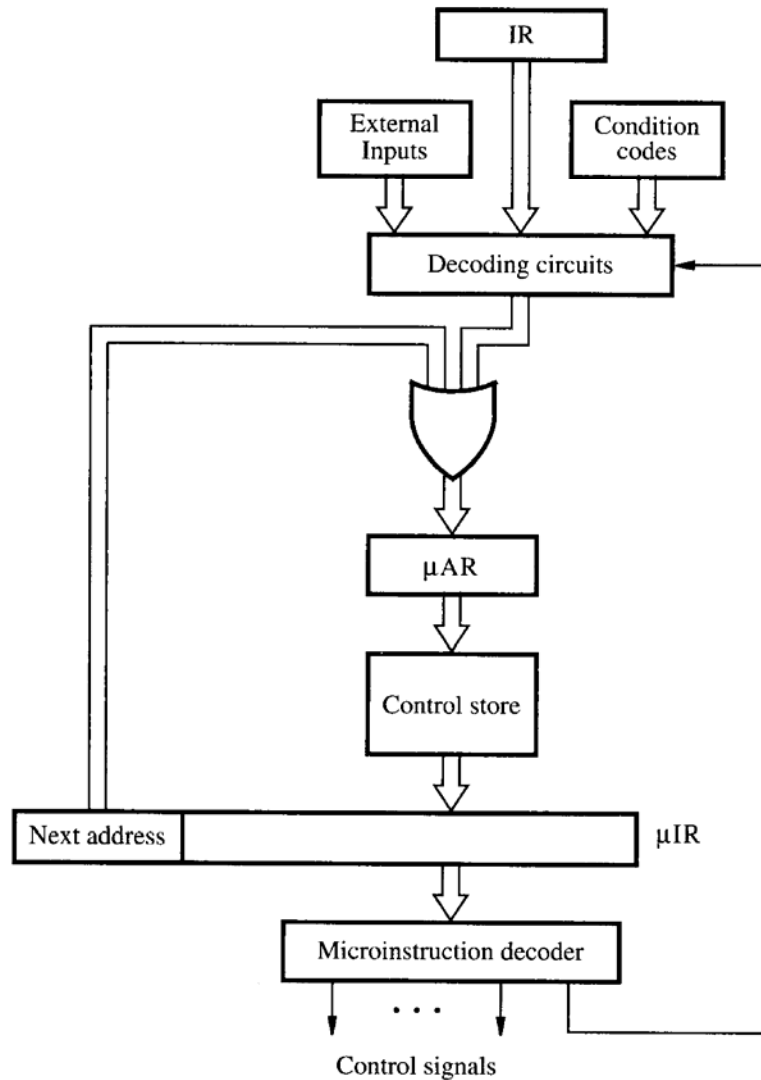 IR
External
Inputs
Condition
codes
Decoding circuits
μAR
Control store
Next address
μIR
Microinstruction decoder
. . .
Control signals